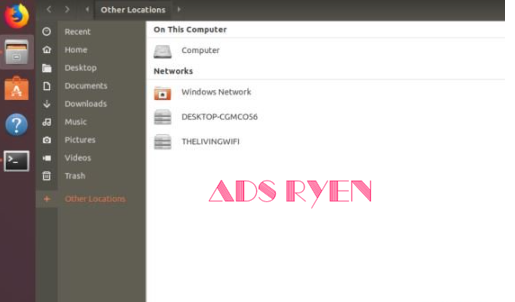 Other Locations
Recent
Home
Desktop
Documents
Downloads
Music
Pictures
Videos
Trash
Other Locations
On This Computer
Computer
Networks
Windows Network
DESKTOP-CGMCOS6
THELIVINGWIFI
ADS RYEN